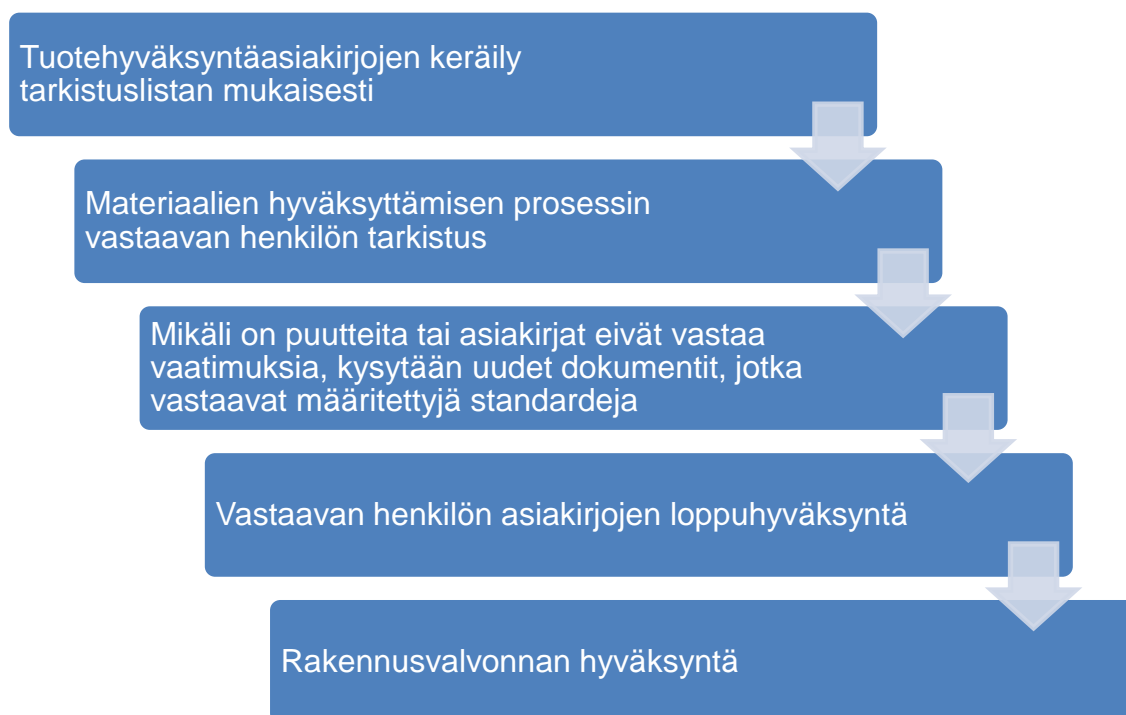 Tuotehyväksyntäasiakirjojen keräily
tarkistuslistan mukaisesti
Materiaalien hyväksyttämisen prosessin
vastaavan henkilön tarkistus
Mikäli on puutteita tai asiakirjat eivät vastaa
vaatimuksia, kysytään uudet dokumentit, jotka
vastaavat määritettyjä standardeja
Vastaavan henkilön asiakirjojen loppuhyväksyntä
Rakennusvalvonnan hyväksyntä